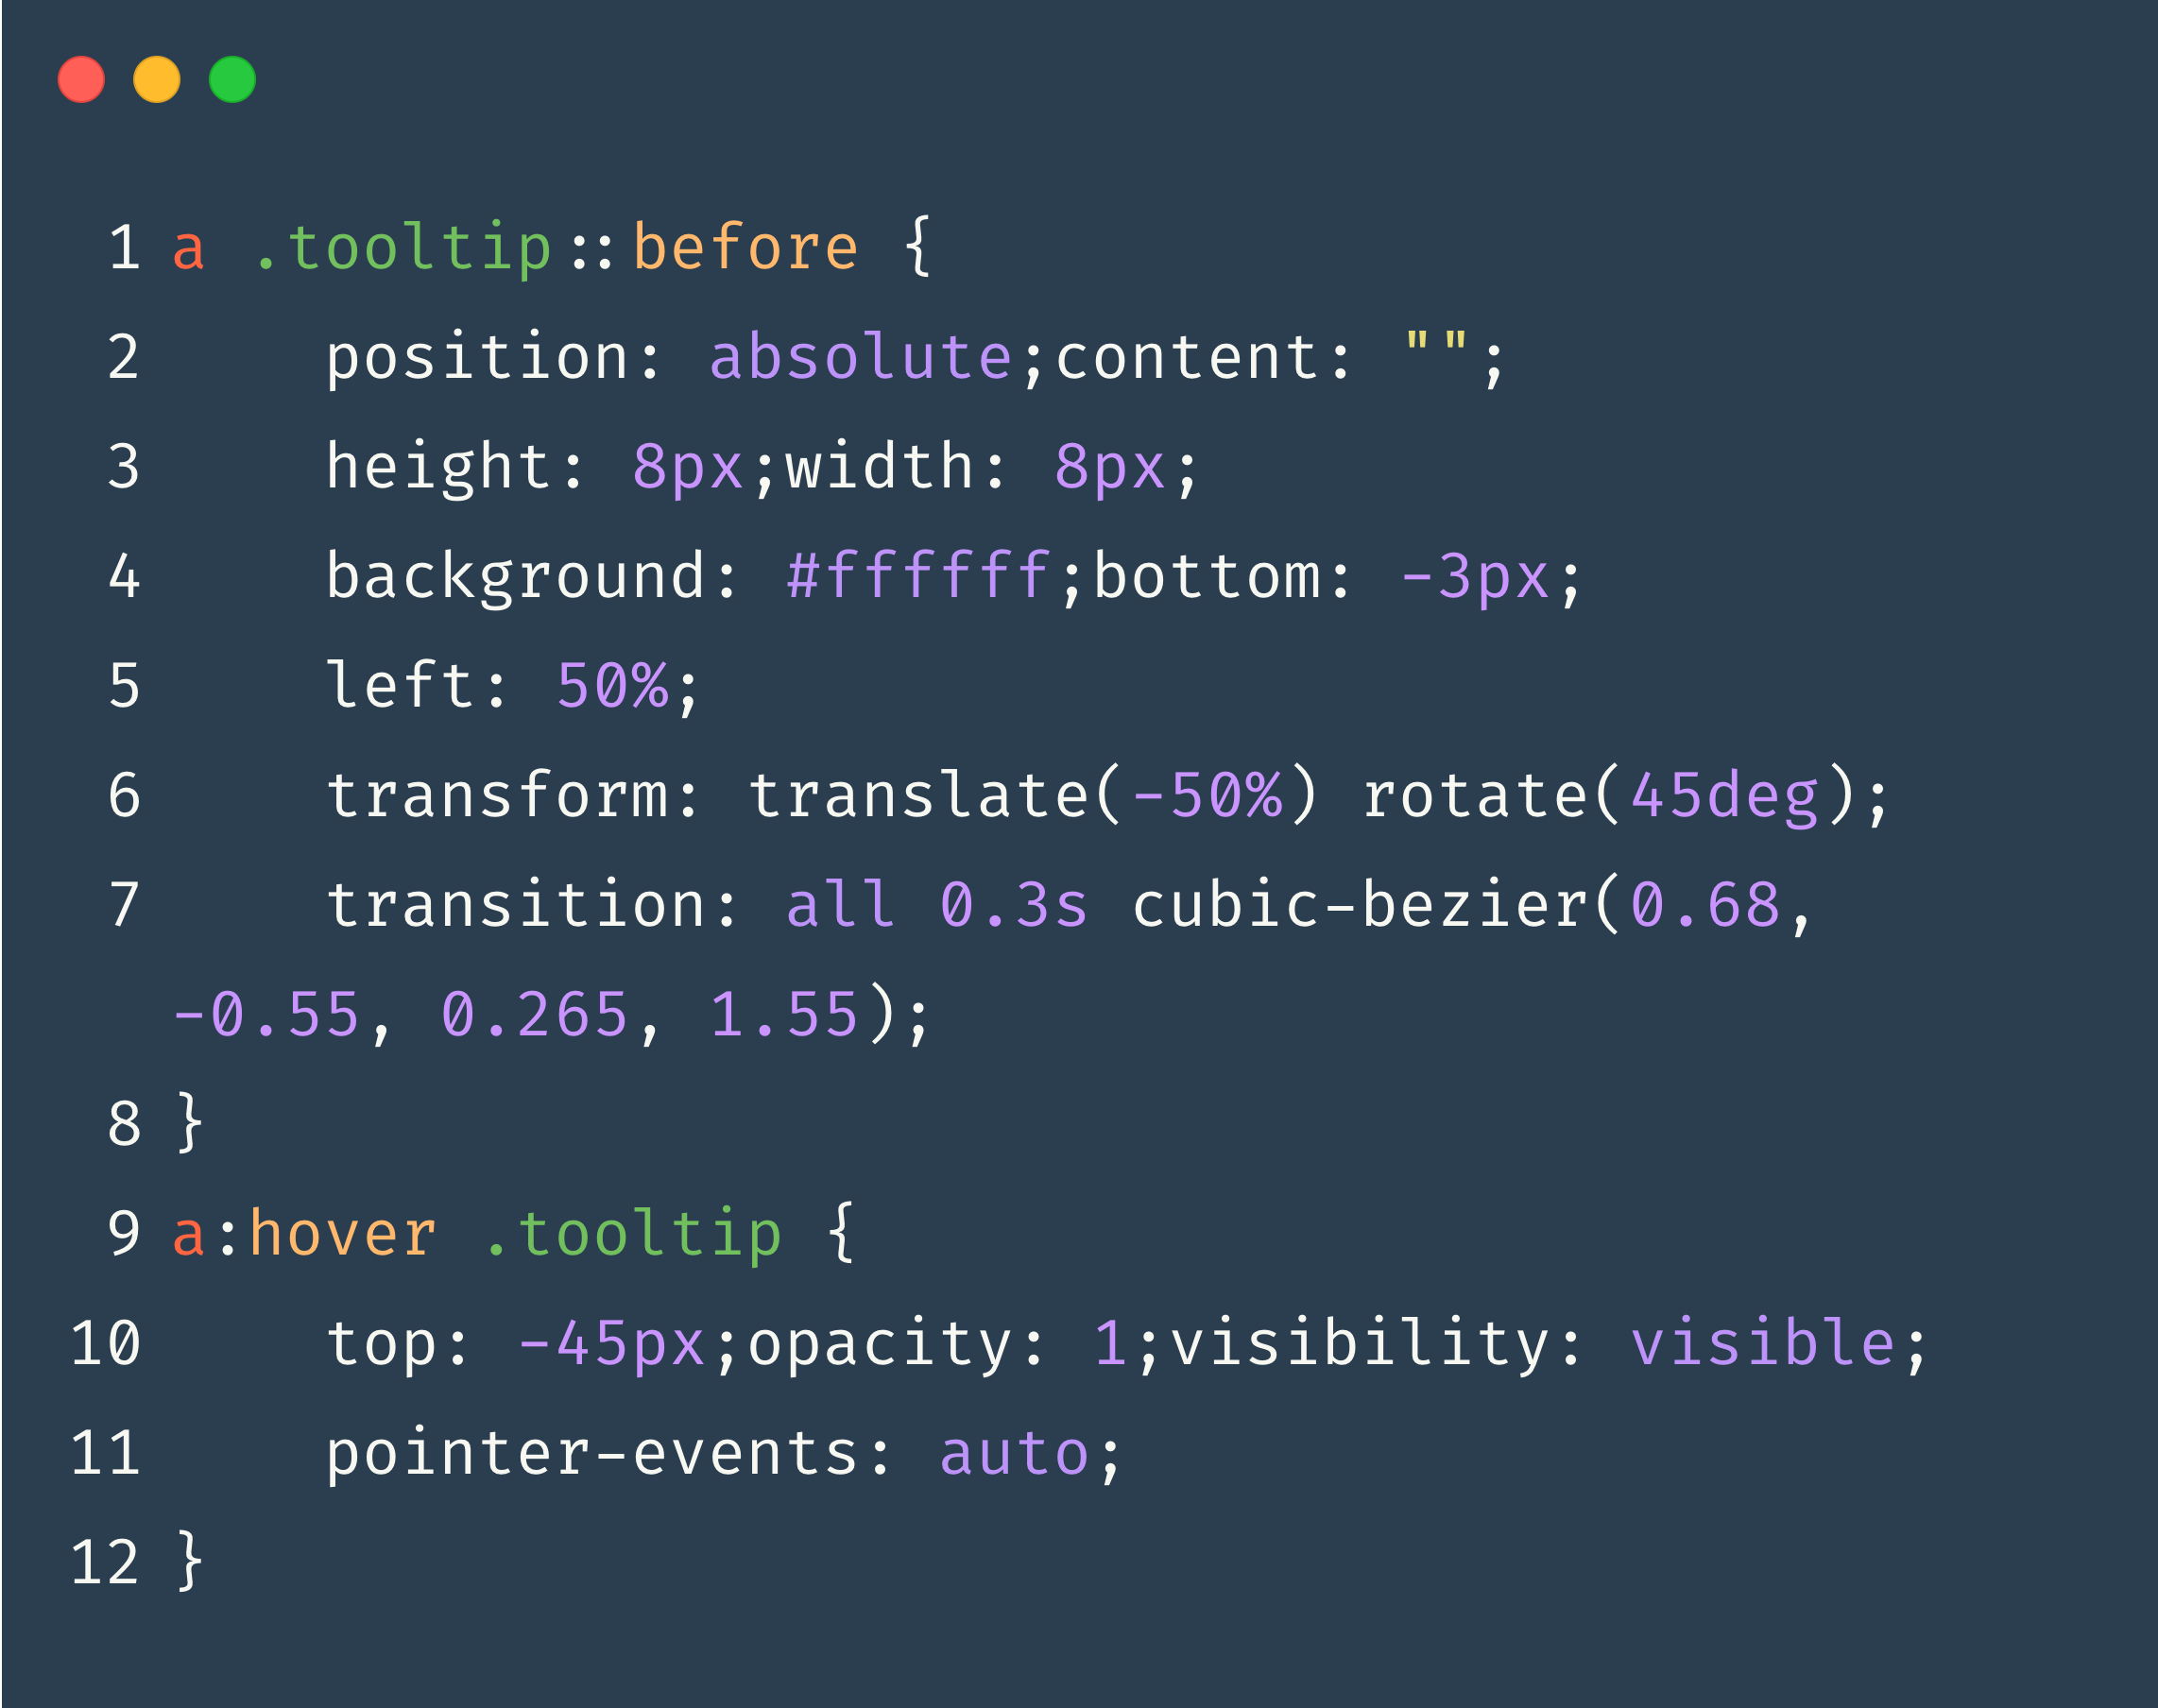 1 a .tooltip::before {
2     position: absolute;content: "";
3     height: 8px;width: 8px;
4     background: #ffffff;bottom: -3px;
5     left: 50%;
6     transform: translate(-50%) rotate(45deg);
7     transition: all 0.3s cubic-bezier(0.68,
-0.55, 0.265, 1.55);
8 }
9 a:hover .tooltip {
10     top: -45px;opacity: 1;visibility: visible;
11     pointer-events: auto;
12 }